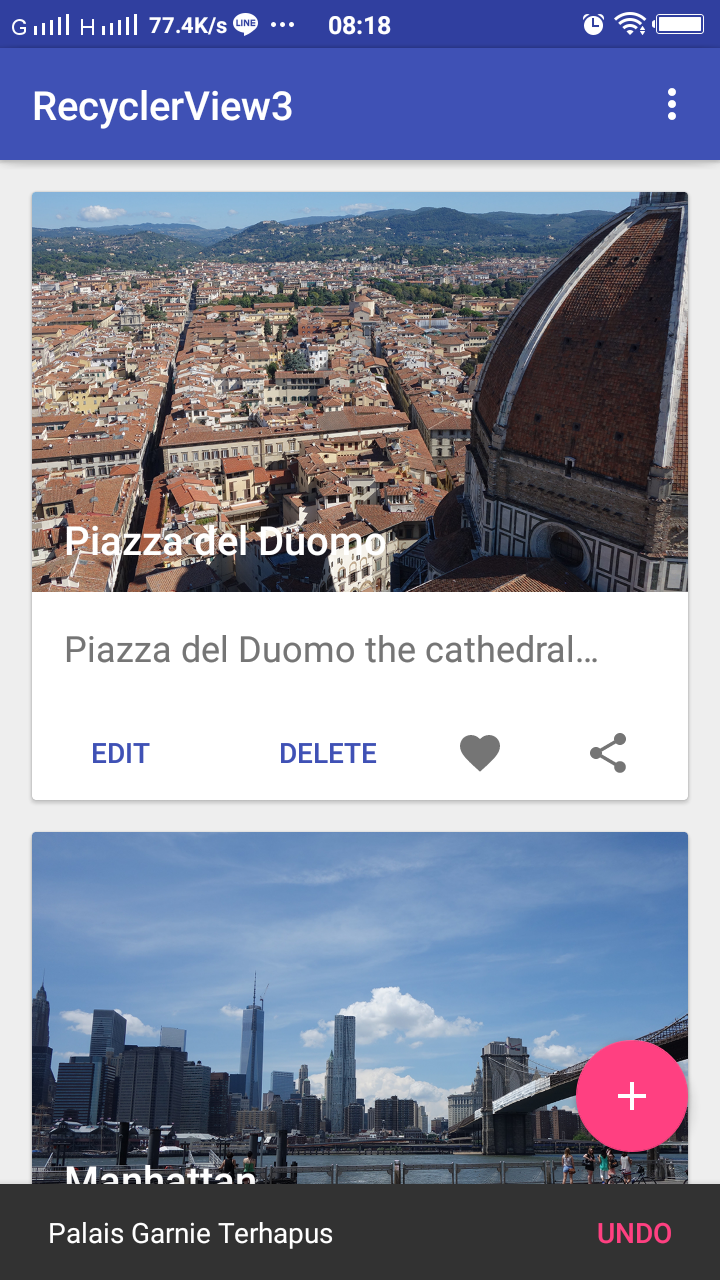 G H 77.4K/s LINE ... 08:18
RecyclerView3
Piazza del Duomo
Piazza del Duomo the cathedral…
EDIT DELETE
Manhattan
Palais Garnie Terhapus UNDO